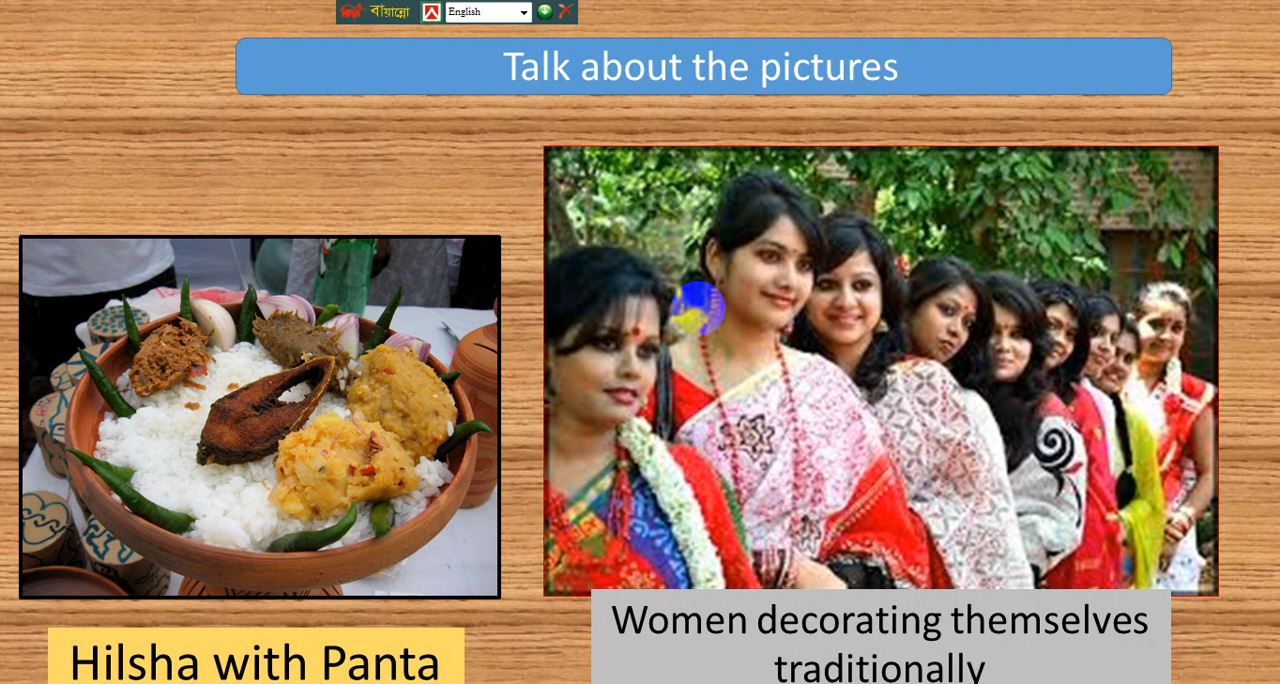 বায়ান্নো
English
Talk about the pictures
Hilsha with Panta
Women decorating themselves
traditionally